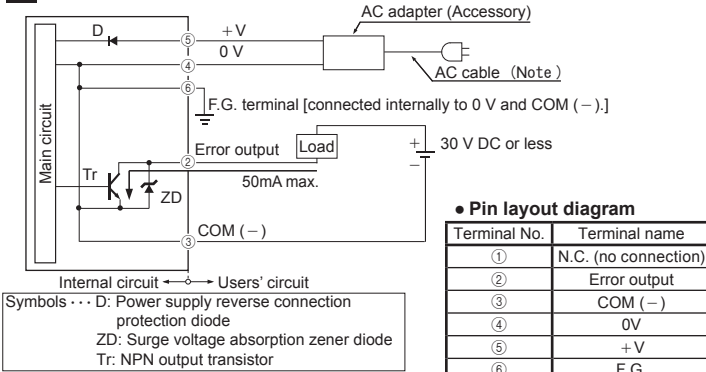 AC adapter (Accessory)
D
⑤
+V
0 V
④
AC cable (Note)
⑥
F.G. terminal [connected internally to 0 V and COM (−).]
Main circuit
Error output
②
Load
+
−
30 V DC or less
Tr
ZD
50mA max.
COM (−)
③
Internal circuit
Users' circuit
Symbols ··· D: Power supply reverse connection
protection diode
ZD: Surge voltage absorption zener diode
Tr: NPN output transistor
● Pin layout diagram
Terminal No. Terminal name
① N.C. (no connection)
② Error output
③ COM (−)
④ 0V
⑤ +V
⑥ F.G.